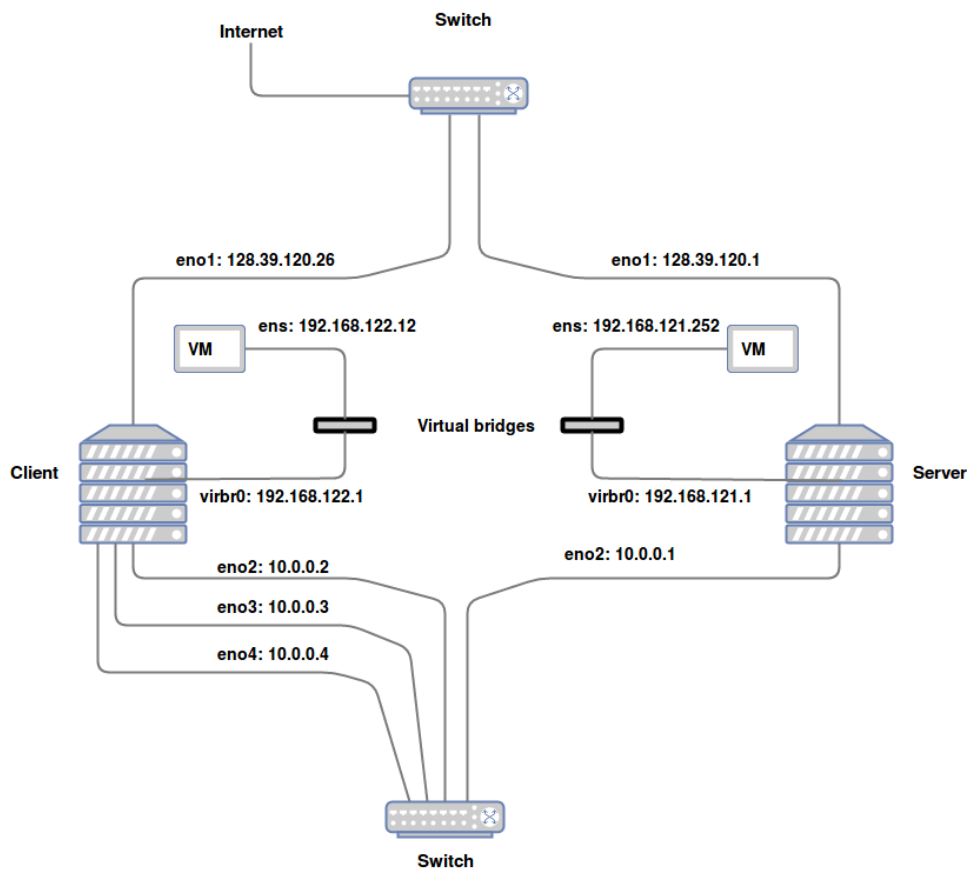 Switch
Internet
eno1: 128.39.120.26
eno1: 128.39.120.1
ens: 192.168.122.12
ens: 192.168.121.252
VM
VM
Virtual bridges
Client
Server
virbr0: 192.168.122.1
virbr0: 192.168.121.1
eno2: 10.0.0.1
eno2: 10.0.0.2
eno3: 10.0.0.3
eno4: 10.0.0.4
Switch